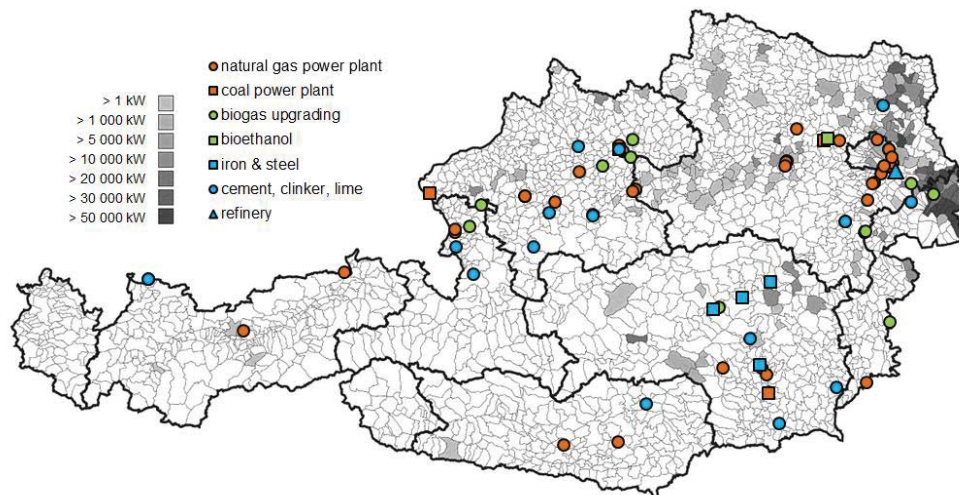 natural gas power plant
coal power plant
biogas upgrading
bioethanol
iron & steel
cement, clinker, lime
refinery
> 1 kW
> 1 000 kW
> 5 000 kW
> 10 000 kW
> 20 000 kW
> 30 000 kW
> 50 000 kW